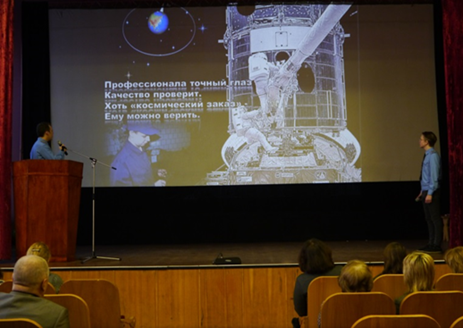 Профессионала точный глаз
Качество проверит.
Хоть «космический заказ» -
Ему можно верить.